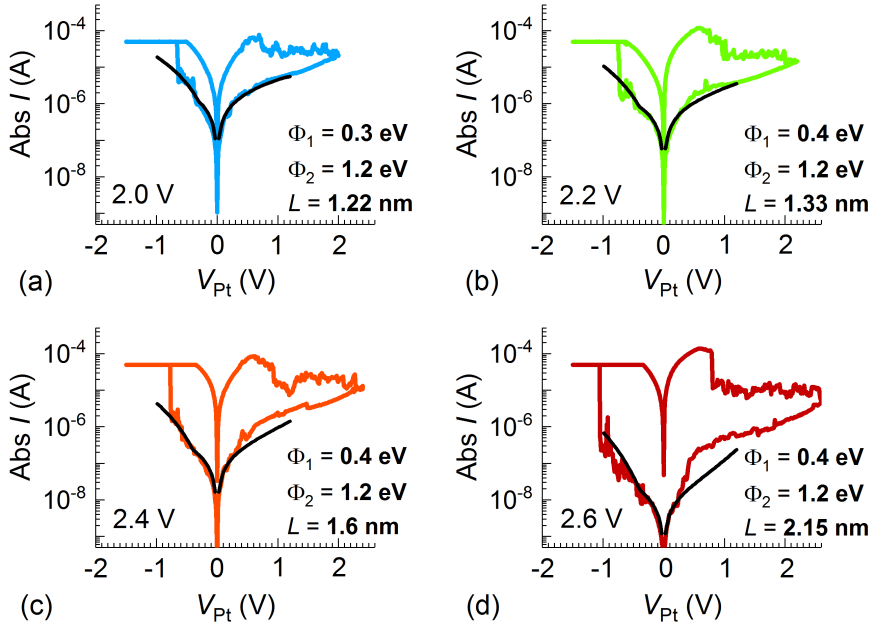 Abs I (A)
10⁻⁴
10⁻⁶
10⁻⁸
Φ₁ = 0.3 eV
Φ₂ = 1.2 eV
L = 1.22 nm
2.0 V
-2 -1 0 1 2
(a) V_Pt (V)
Abs I (A)
10⁻⁴
10⁻⁶
10⁻⁸
Φ₁ = 0.4 eV
Φ₂ = 1.2 eV
L = 1.33 nm
2.2 V
-2 -1 0 1 2
(b) V_Pt (V)
Abs I (A)
10⁻⁴
10⁻⁶
10⁻⁸
Φ₁ = 0.4 eV
Φ₂ = 1.2 eV
L = 1.6 nm
2.4 V
-2 -1 0 1 2
(c) V_Pt (V)
Abs I (A)
10⁻⁴
10⁻⁶
10⁻⁸
Φ₁ = 0.4 eV
Φ₂ = 1.2 eV
L = 2.15 nm
2.6 V
-2 -1 0 1 2
(d) V_Pt (V)